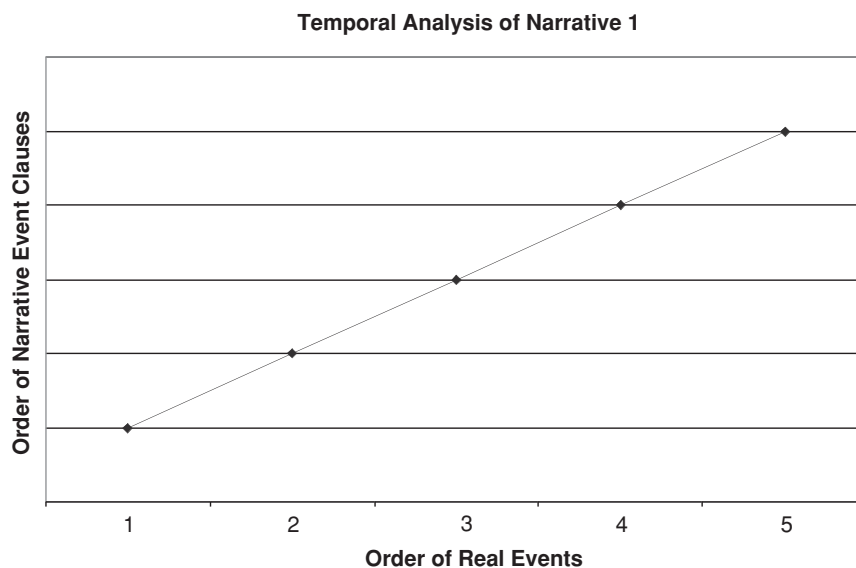 Temporal Analysis of Narrative 1
Order of Narrative Event Clauses
1 2 3 4 5
Order of Real Events